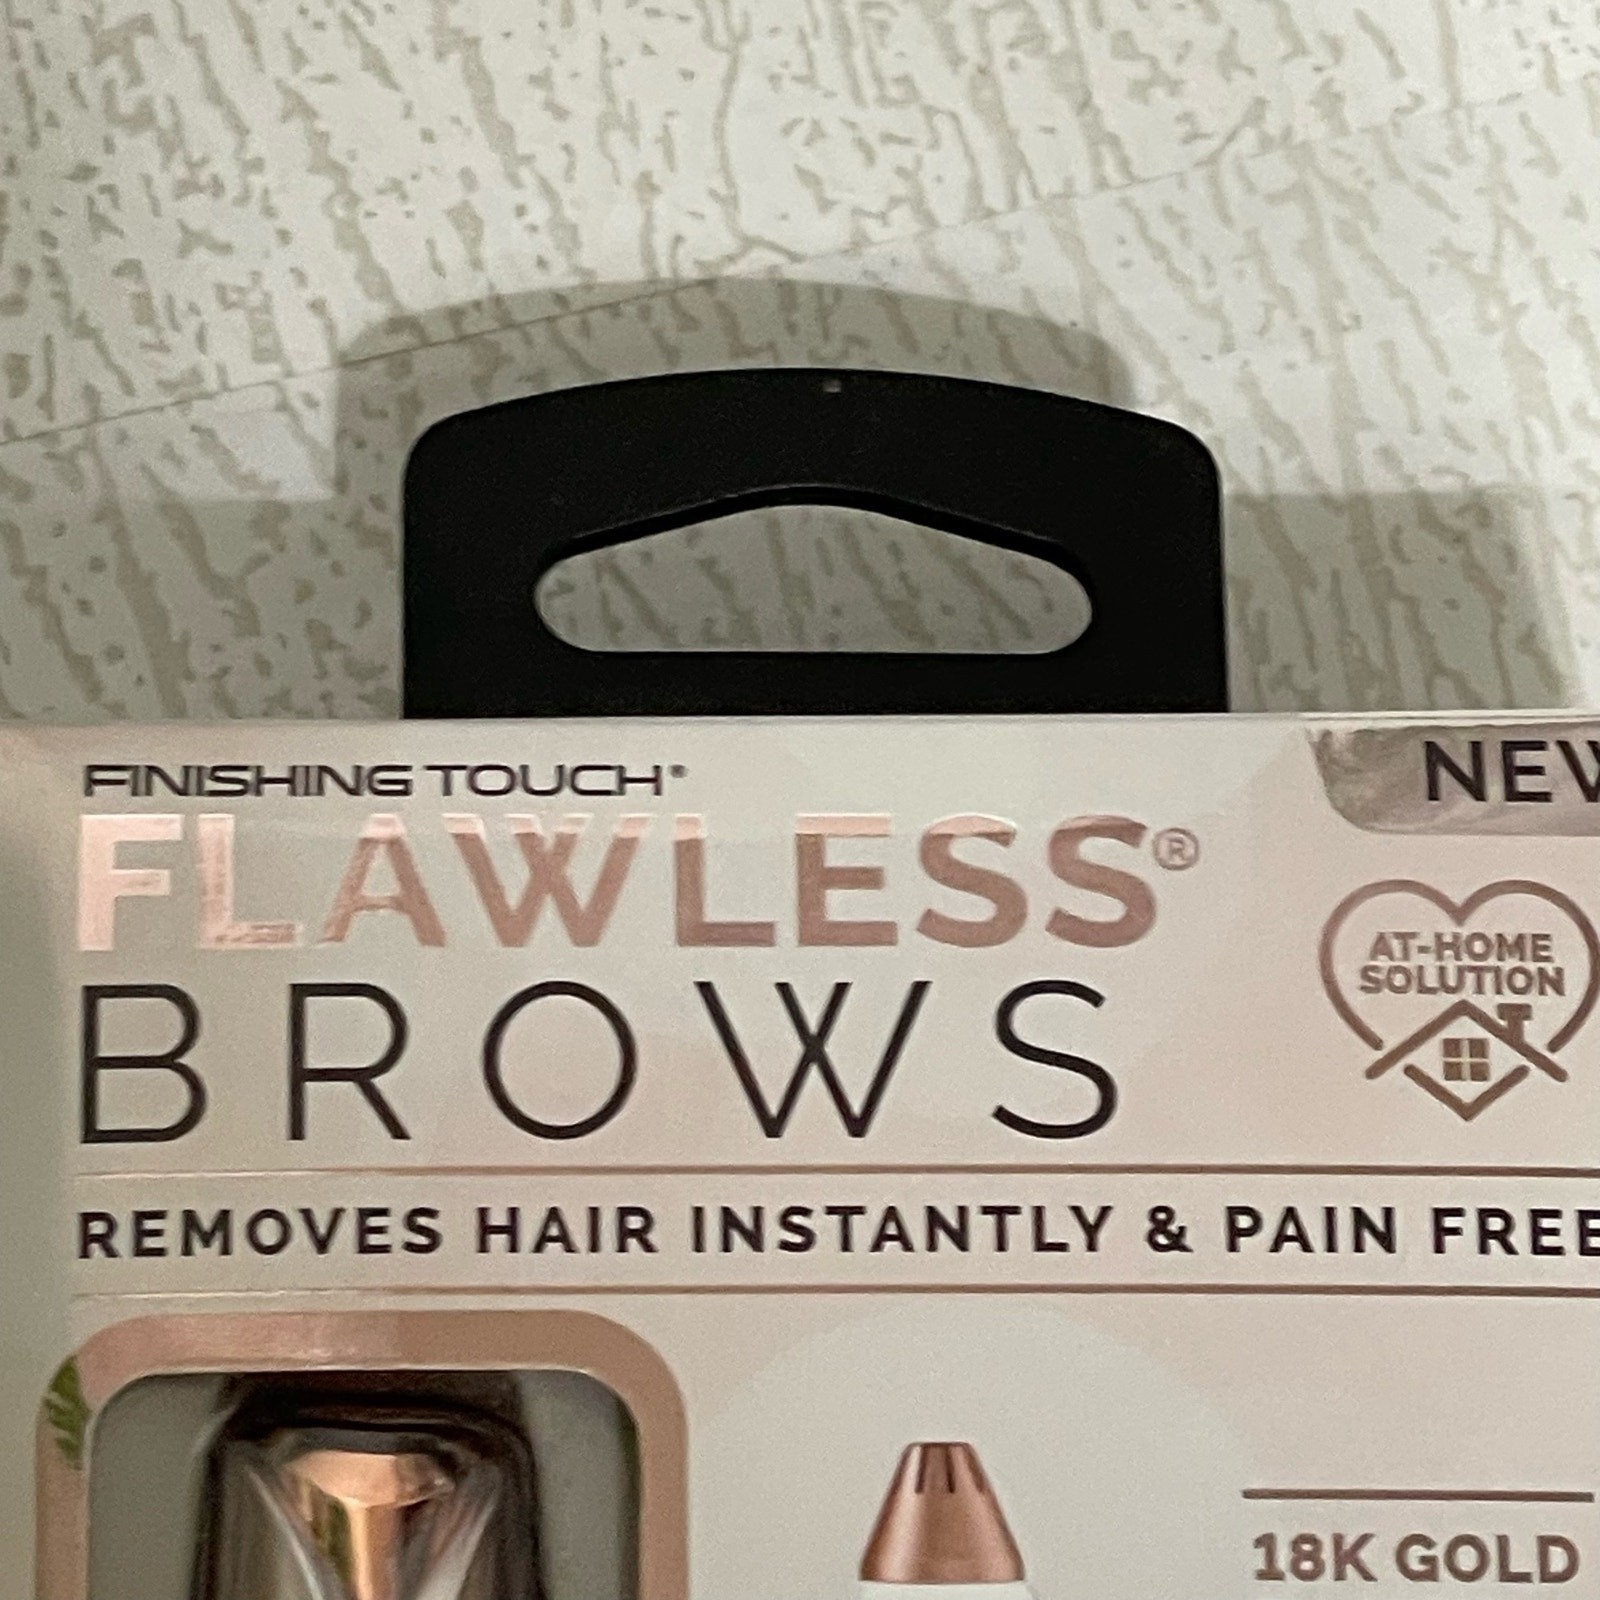 FINISHING TOUCH®
FLAWLESS®
BROWS
NEW
AT-HOME
SOLUTION
REMOVES HAIR INSTANTLY & PAIN FREE
18K GOLD